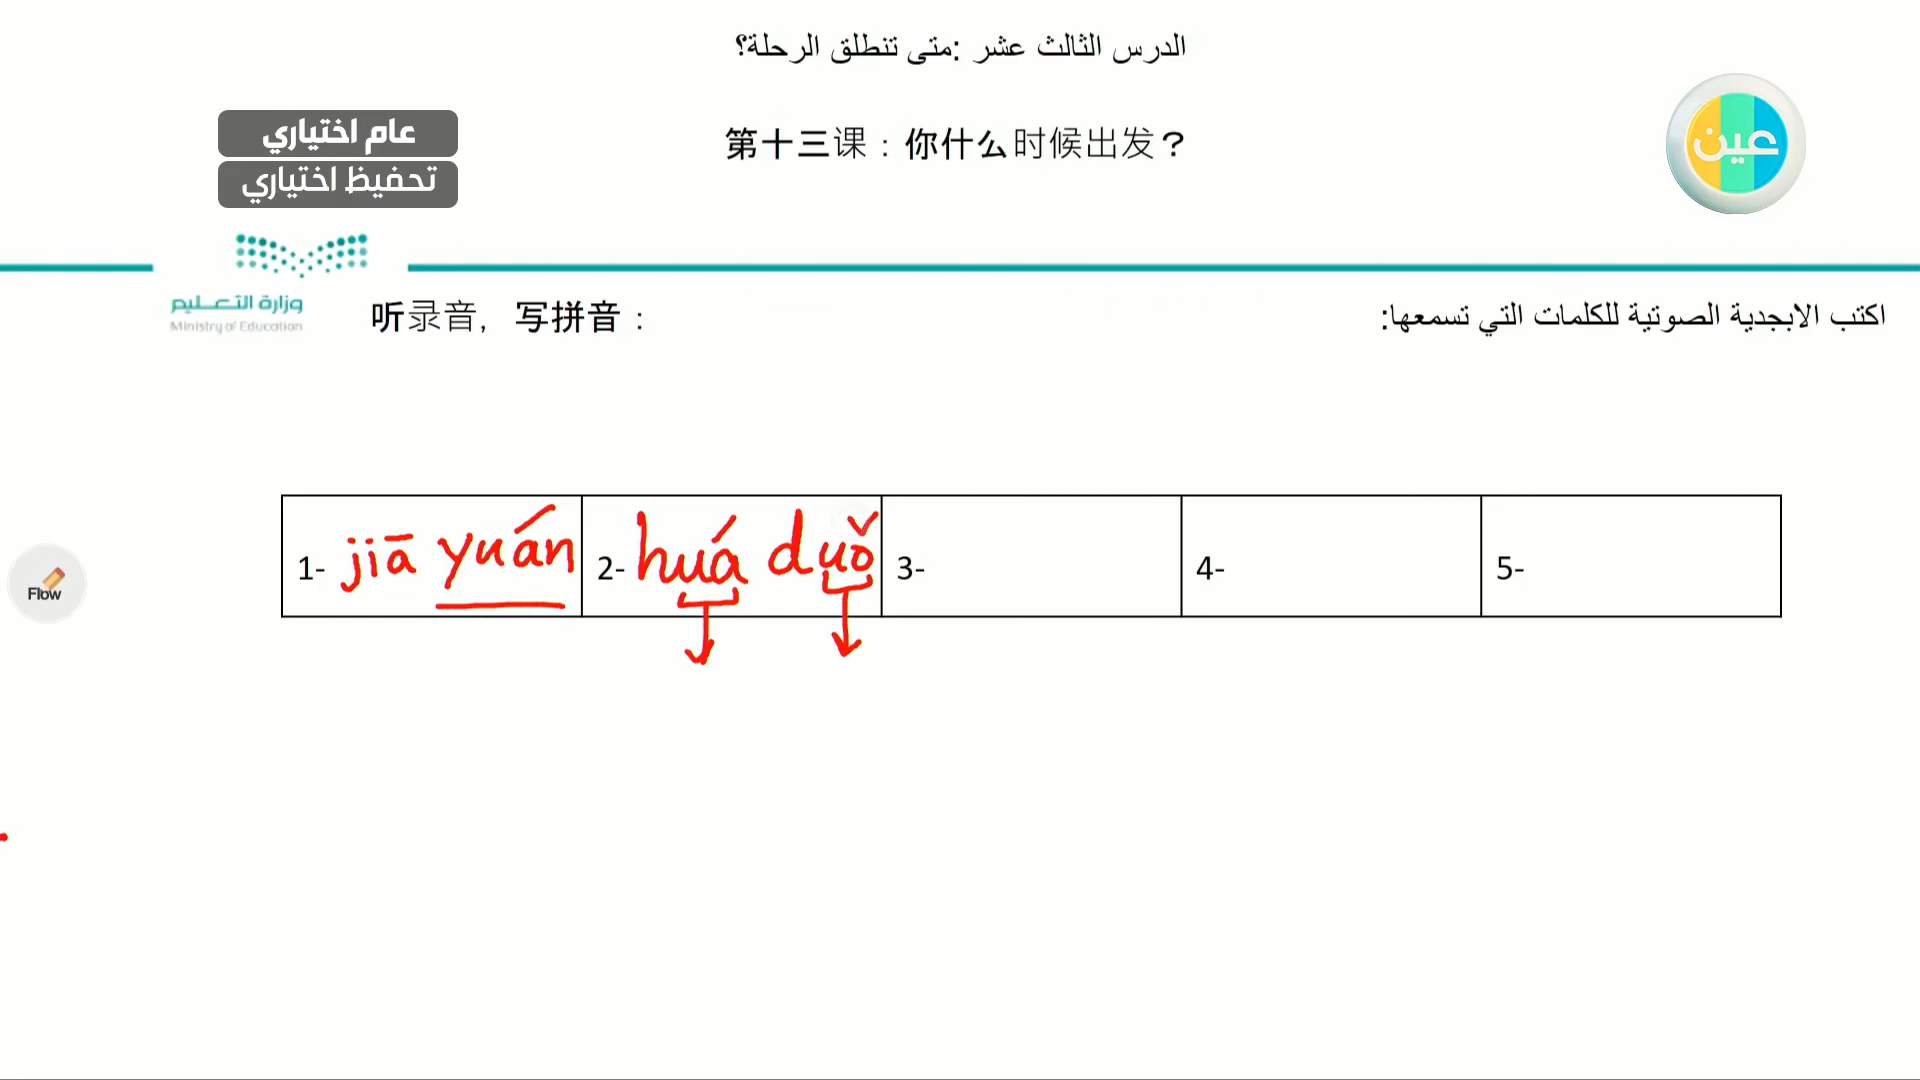 الدرس الثالث عشر :متى تنطلق الرحلة؟
عام اختياري
تحفيظ اختياري
第十三课：你什么时候出发？
عين
وزارة التعليم
Ministry of Education
听录音，写拼音：
اكتب الابجدية الصوتية للكلمات التي تسمعها:
1- jiā yuán 2- huá duǒ 3- 4- 5-
Flow